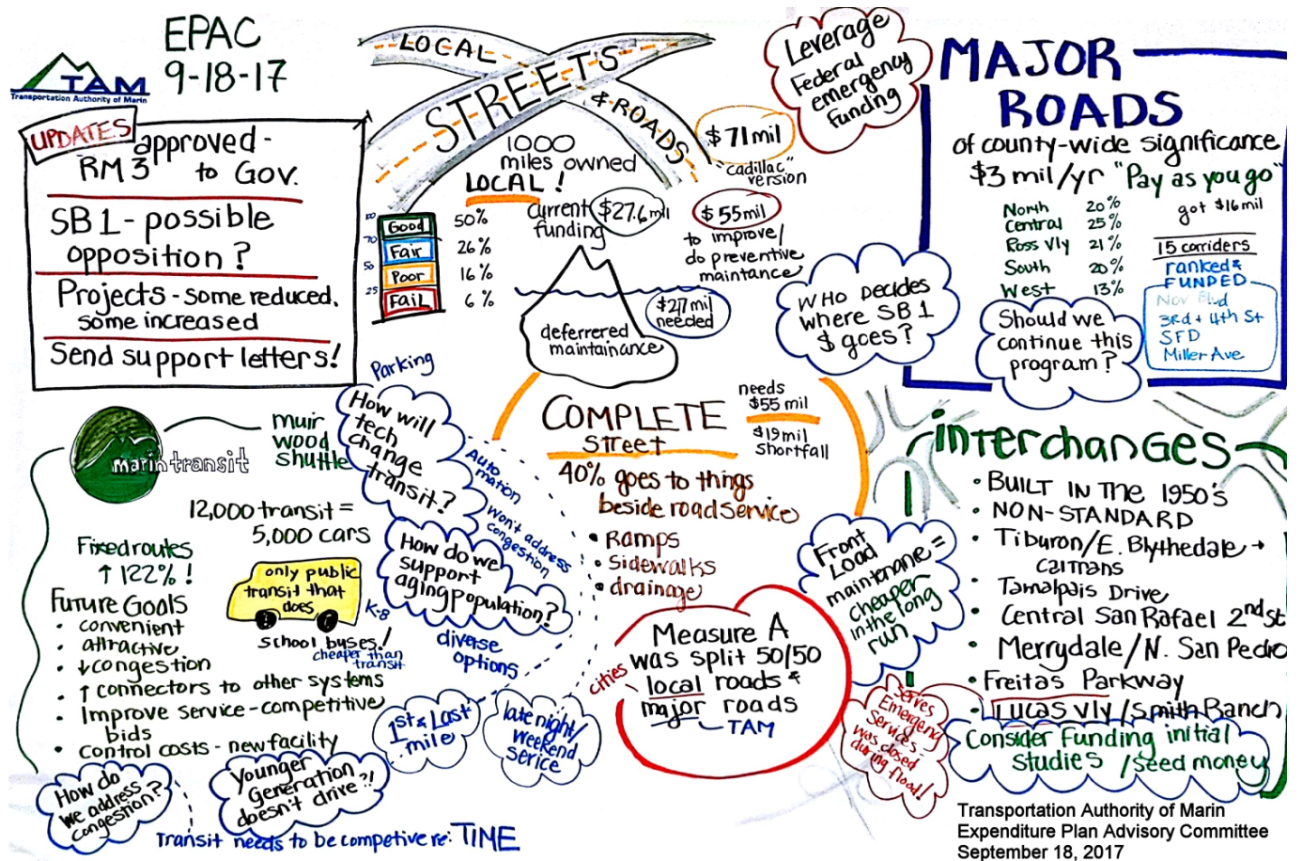 TAM
Transportation Authority of Marin
EPAC
9-18-17
UPDATES
RM3 approved -
to Gov.
SB1 - possible
opposition?
Projects - some reduced.
some increased
Send support letters!
LOCAL
STREETS
& ROADS
1000
miles owned
LOCAL!
80
Good
50%
70
Fair
26%
50
Poor
16%
25
Fail
6%
current
funding
$27.6 mil
$71 mil
"cadillac"
version
$55 mil
to improve/
do preventive
maintance
$27 mil
needed
deferrered
maintainance
Leverage
Federal
emergency
funding
WHO DECIDES
where SB1
$ goes?
MAJOR
ROADS
of county-wide significance
$3 mil/yr "Pay as you go"
North 20%
Central 25%
Ross Vly 21%
South 20%
West 13%
got $16 mil
15 corriders
ranked &
FUNDED
Nov Blvd
3rd + 4th St
SFD
Miller Ave
Should we
continue this
program?
marintransit
muir
wood
shuttle
12,000 transit =
5,000 cars
Fixed routes
↑ 122%!
Future Goals
• convenient
• attractive
• ↓ congestion
• ↑ connectors to other systems
• Improve service - competitive
bids
• control costs - new facility
only public
transit that
does
K-8
school buses!
cheaper than
transit
Parking
How will
tech
change
transit?
Auto
mation
won't address
congestion
How do we
support
aging population?
diverse
options
1st & Last
mile
late night/
weekend
serice
How do
we address
congestion?
Younger
Generation
doesn't drive?!
Transit needs to be competive re: TIME
COMPLETE
street
needs
$55 mil
$19 mil
shortfall
40% goes to things
beside road service
• Ramps
• Sidewalks
• drainage
Measure A
was split 50/50
local roads &
major roads
cities
TAM
Front
Load
maintenance =
cheaper
in the long
run
interchanges
• BUILT IN THE 1950's
• NON-STANDARD
• Tiburon/E. Blythedale →
caltrans
• Tamalpais Drive
• Central San Rafael 2nd St
• Merrydale/N. San Pedro
• Freitas Parkway
• Lucas Vly/Smith Ranch
Serves
Emergency
Services -
was closed
during flood!
Consider funding initial
studies / Seed money
Transportation Authority of Marin
Expenditure Plan Advisory Committee
September 18, 2017